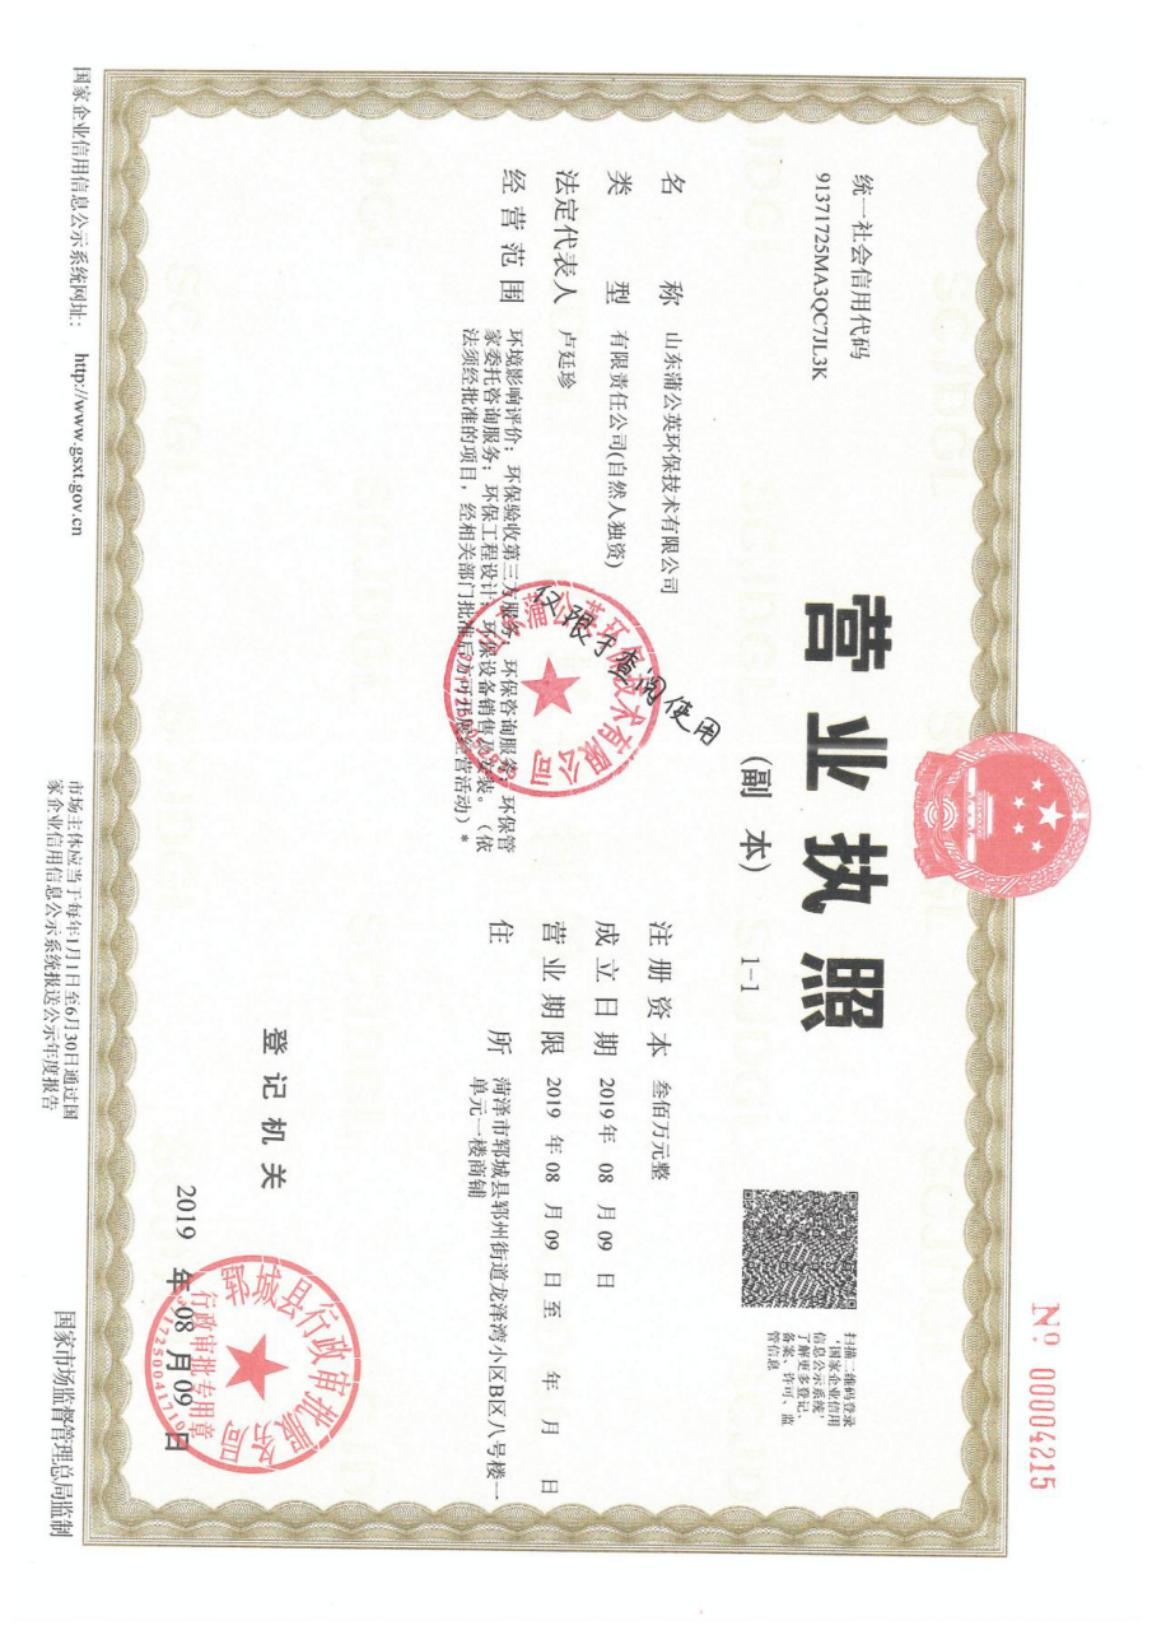 № 00004215
统一社会信用代码
91371725MA3QC7JL3K
营业执照
(副 本)
1-1
扫描二维码登录
‘国家企业信用
信息公示系统’
了解更多登记、
备案、许可、监
管信息
名 称 山东蒲公英环保技术有限公司
类 型 有限责任公司(自然人独资)
法定代表人 卢廷珍
经营范围 环境影响评价；环保验收第三方服务；环保咨询服务；环保管
家委托咨询服务；环保工程设计；环保设备销售及安装。（依
法须经批准的项目，经相关部门批准后方可开展经营活动）*
注册资本 叁佰万元整
成立日期 2019 年 08 月 09 日
营业期限 2019 年 08 月 09 日 至 年 月 日
住 所 菏泽市郓城县郓州街道龙泽湾小区B区八号楼一
单元一楼商铺
仅限于查阅使用
山东蒲公英环保技术有限公司
登记机关
2019 年 08 月 09 日
郓城县行政审批服务局
行政审批专用章
3717250041710
国家企业信用信息公示系统网址： http://www.gsxt.gov.cn
市场主体应当于每年1月1日至6月30日通过国
家企业信用信息公示系统报送公示年度报告
国家市场监督管理总局监制